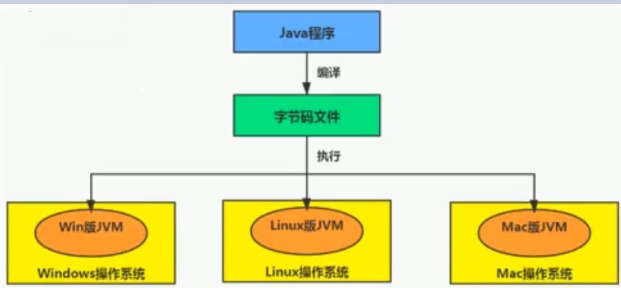 Java程序
编译
字节码文件
执行
Win版JVM
Linux版JVM
Mac版JVM
Windows操作系统
Linux操作系统
Mac操作系统